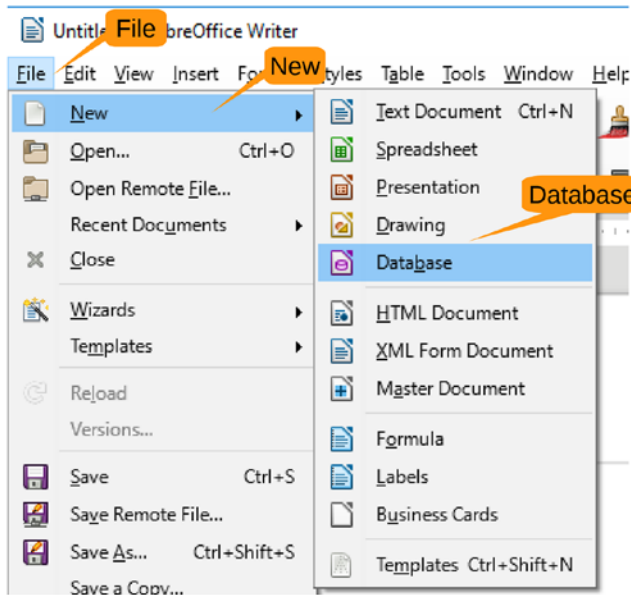 File
Writer
File Edit View Insert Table Tools Window Help
New
New
Open... Ctrl+O
Open Remote File...
Recent Documents
Close
Wizards
Templates
Reload
Versions...
Save Ctrl+S
Save Remote File...
Save As... Ctrl+Shift+S
Save a Copy...
Text Document Ctrl+N
Spreadsheet
Presentation
Database
Drawing
Database
HTML Document
XML Form Document
Master Document
Formula
Labels
Business Cards
Templates Ctrl+Shift+N